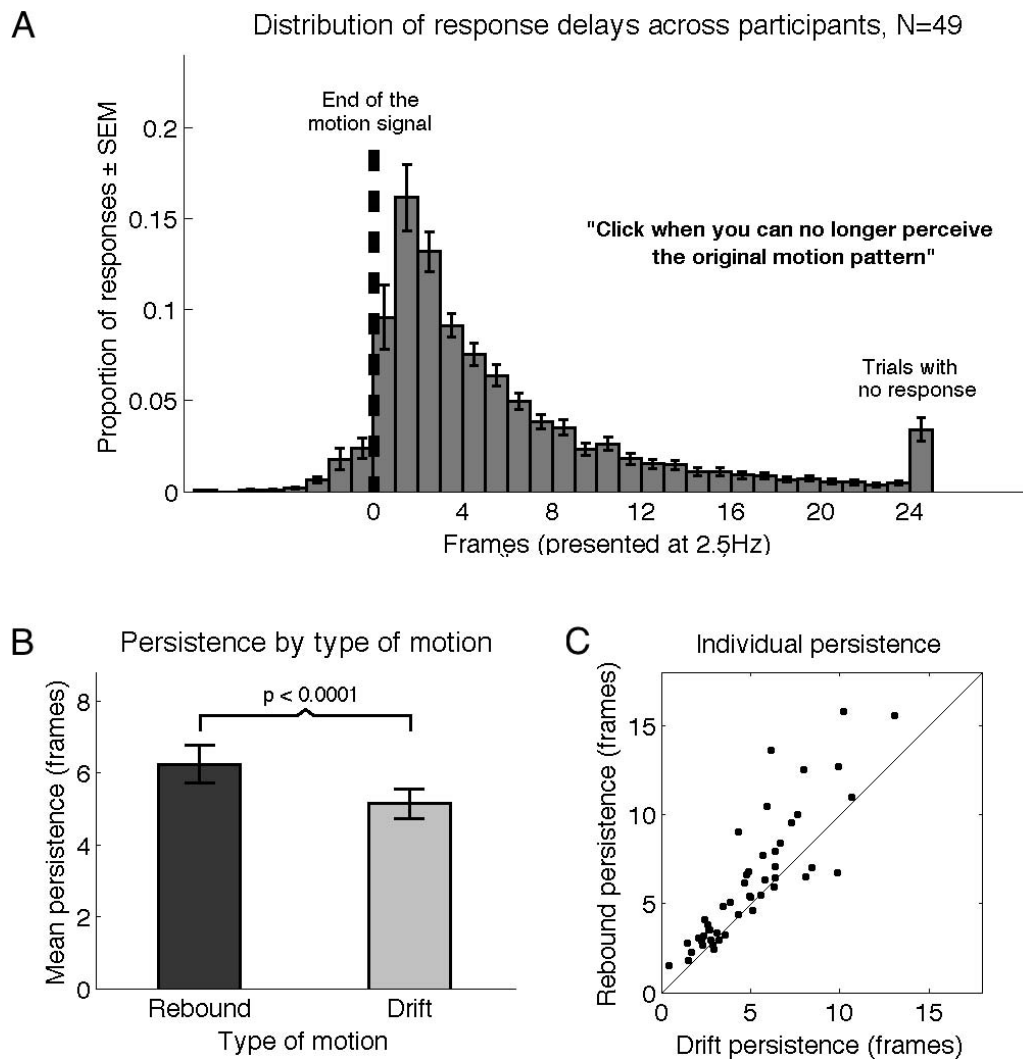 A
Distribution of response delays across participants, N=49
Proportion of responses ± SEM
0.2
0.15
0.1
0.05
0
End of the
motion signal
"Click when you can no longer perceive
the original motion pattern"
Trials with
no response
0 4 8 12 16 20 24
Frames (presented at 2.5Hz)
B
Persistence by type of motion
Mean persistence (frames)
8
6
4
2
0
p < 0.0001
Rebound Drift
Type of motion
C
Individual persistence
Rebound persistence (frames)
15
10
5
0
0 5 10 15
Drift persistence (frames)